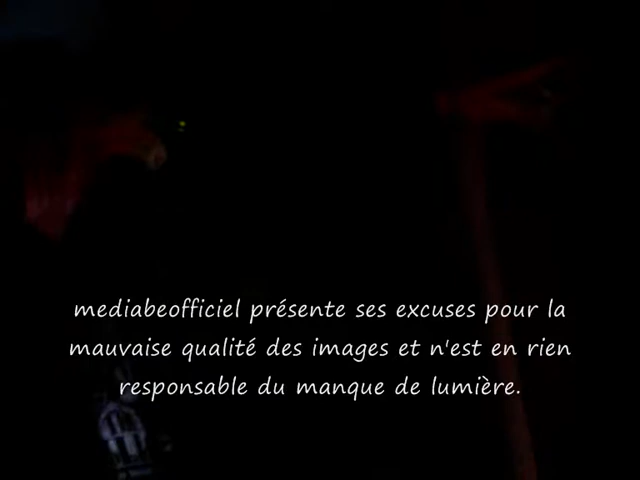 mediabeofficiel présente ses excuses pour la
mauvaise qualité des images et n'est en rien
responsable du manque de lumière.